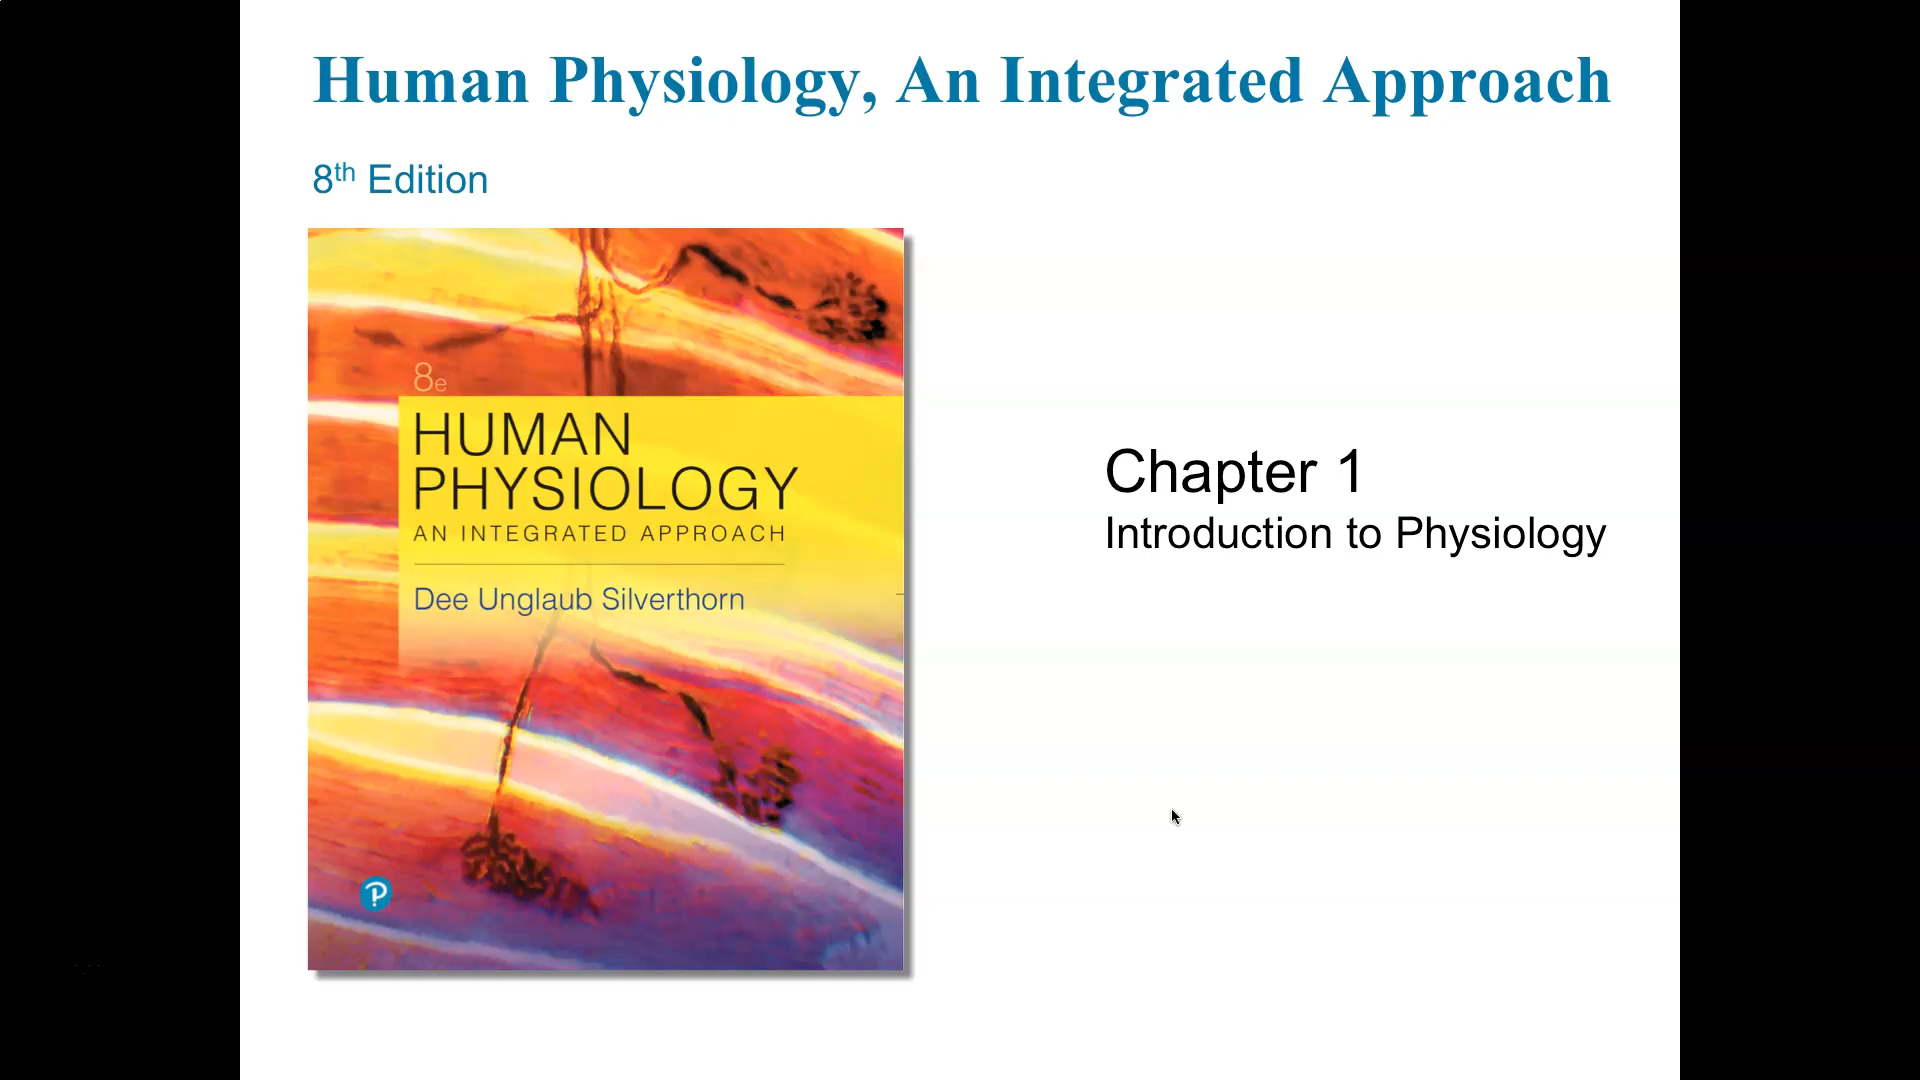 Human Physiology, An Integrated Approach
8th Edition
8e
HUMAN
PHYSIOLOGY
AN INTEGRATED APPROACH
Dee Unglaub Silverthorn
P
Chapter 1
Introduction to Physiology